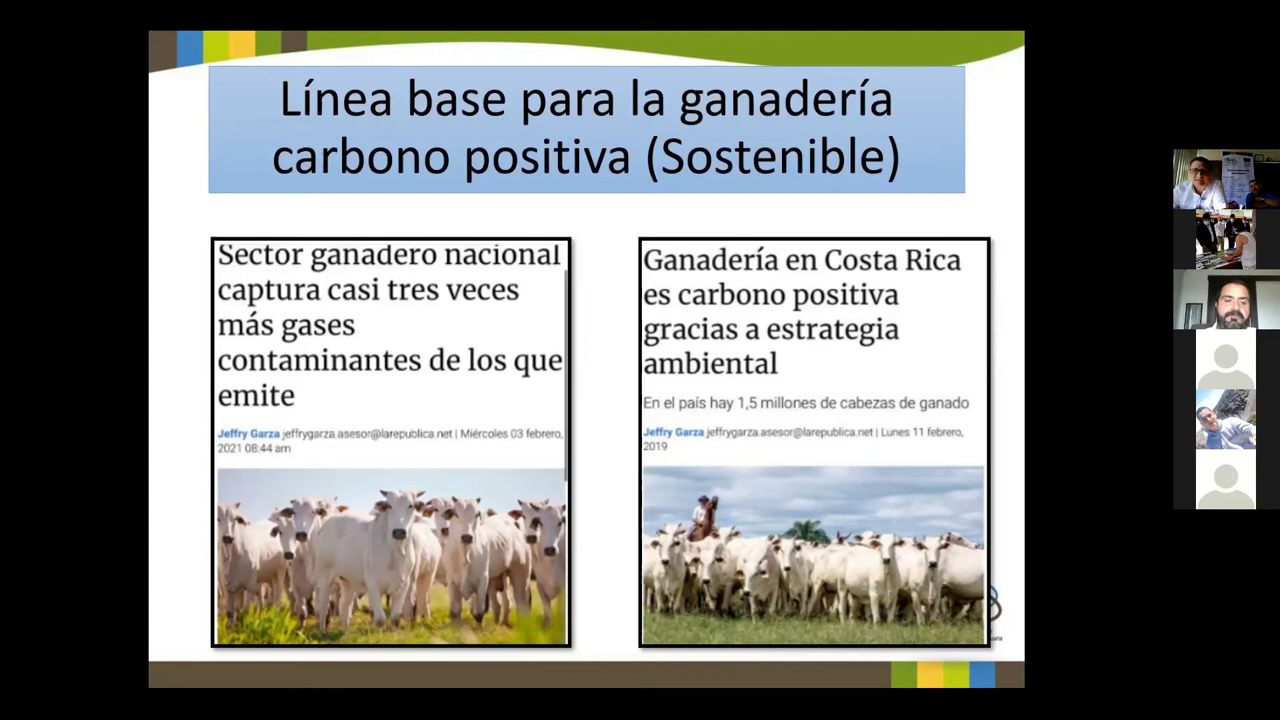 Línea base para la ganadería
carbono positiva (Sostenible)
Sector ganadero nacional
captura casi tres veces
más gases
contaminantes de los que
emite
Jeffry Garza jeffrygarza.asesor@larepublica.net | Miércoles 03 febrero,
2021 08:44 am
Ganadería en Costa Rica
es carbono positiva
gracias a estrategia
ambiental
En el país hay 1,5 millones de cabezas de ganado
Jeffry Garza jeffrygarza.asesor@larepublica.net | Lunes 11 febrero,
2019